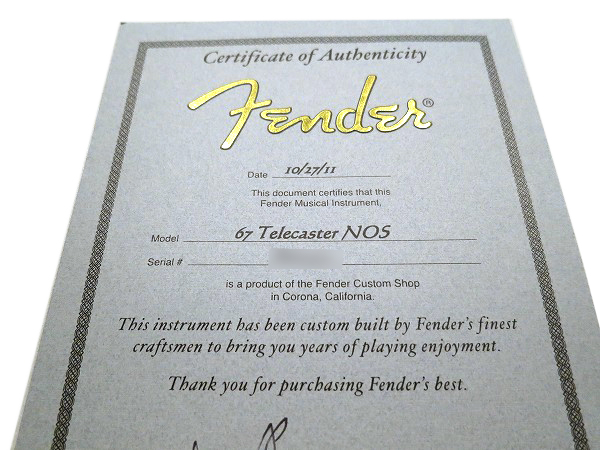 Certificate of Authenticity
Fender®
Date 10/27/11
This document certifies that this
Fender Musical Instrument,
Model 67 Telecaster NOS
Serial #
is a product of the Fender Custom Shop
in Corona, California.
This instrument has been custom built by Fender's finest
craftsmen to bring you years of playing enjoyment.
Thank you for purchasing Fender's best.